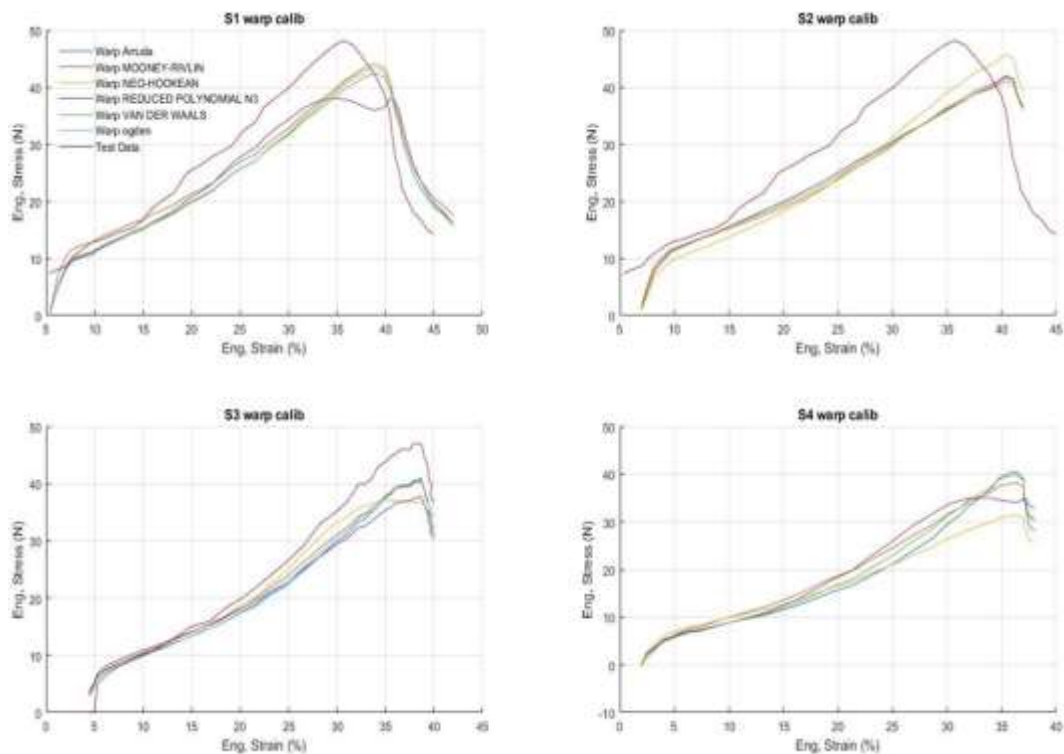 S1 warp calib
50
40
30
20
10
0
Eng. Stress (N)
Warp Arruda
Warp MOONEY-RIVLIN
Warp NEO-HOOKEAN
Warp REDUCED POLYNOMIAL N3
Warp VAN DER WAALS
Warp ogden
Test Data
5 10 15 20 25 30 35 40 45 50
Eng. Strain (%)
S2 warp calib
50
40
30
20
10
0
Eng. Stress (N)
5 10 15 20 25 30 35 40 45
Eng. Strain (%)
S3 warp calib
50
40
30
20
10
0
Eng. Stress (N)
0 5 10 15 20 25 30 35 40 45
Eng. Strain (%)
S4 warp calib
50
40
30
20
10
0
-10
Eng. Stress (N)
0 5 10 15 20 25 30 35 40
Eng. Strain (%)